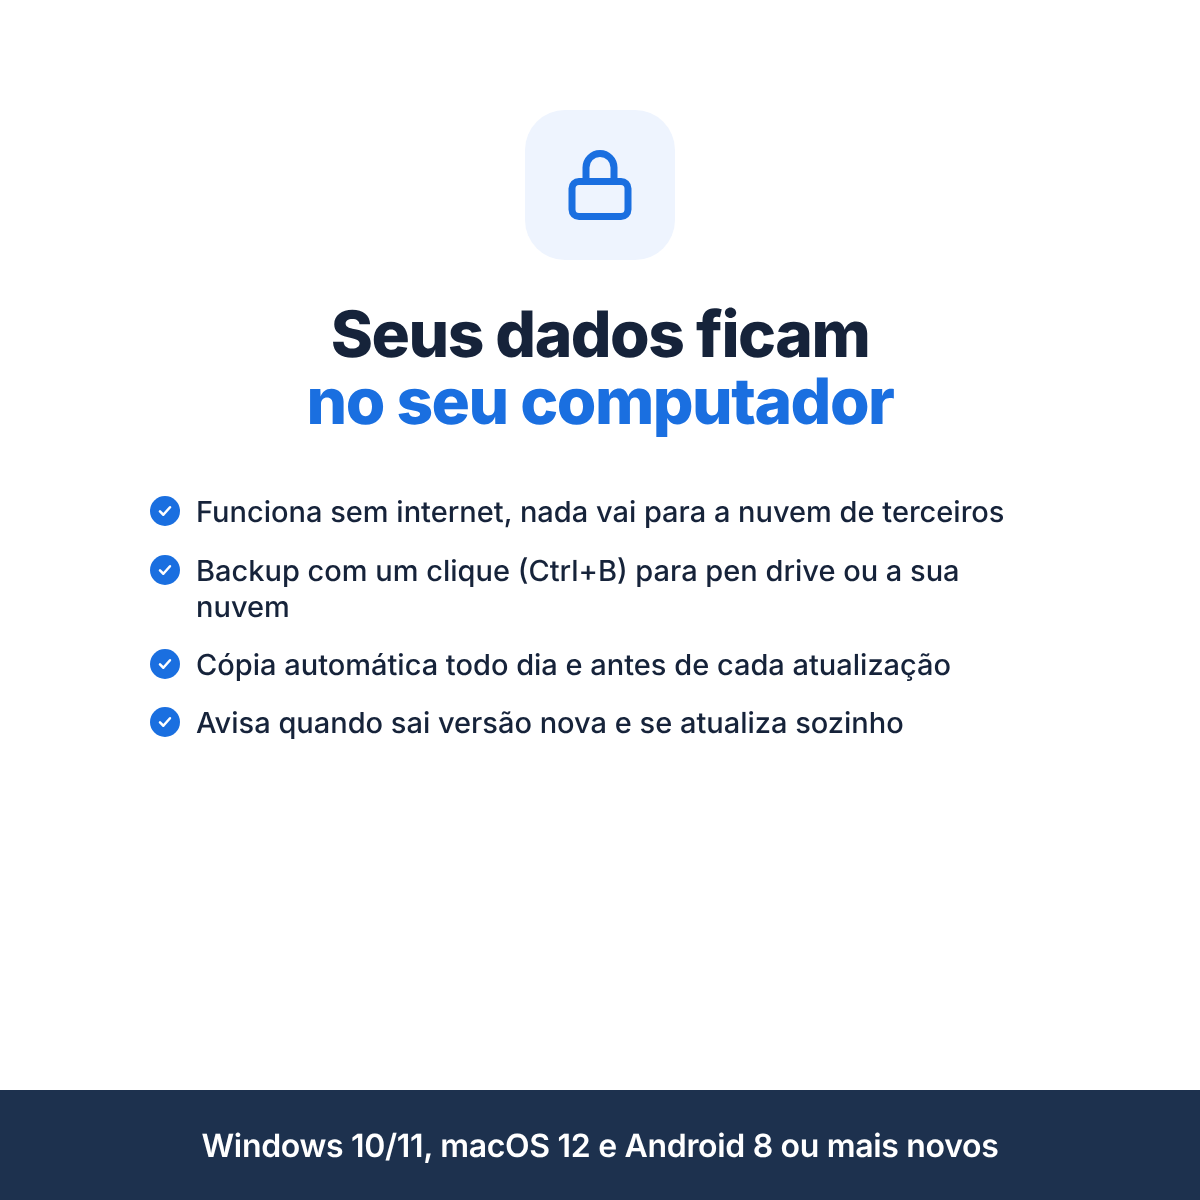 Seus dados ficam
no seu computador
Funciona sem internet, nada vai para a nuvem de terceiros
Backup com um clique (Ctrl+B) para pen drive ou a sua
nuvem
Cópia automática todo dia e antes de cada atualização
Avisa quando sai versão nova e se atualiza sozinho
Windows 10/11, macOS 12 e Android 8 ou mais novos